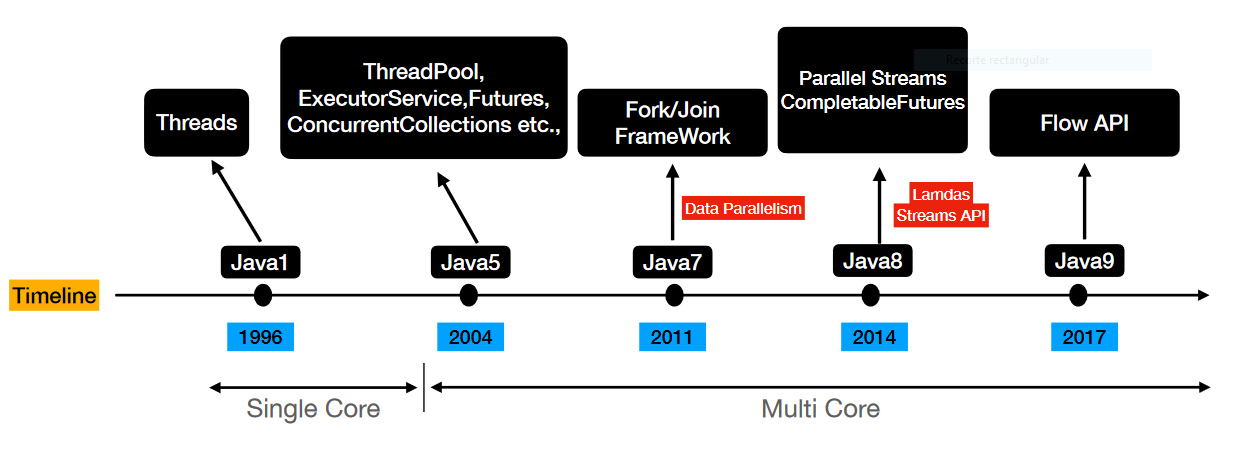 Recorte rectangular
ThreadPool,
ExecutorService,Futures,
ConcurrentCollections etc.,
Parallel Streams
CompletableFutures
Threads
Fork/Join
FrameWork
Flow API
Data Parallelism
Lamdas
Streams API
Java1
Java5
Java7
Java8
Java9
Timeline
1996
2004
2011
2014
2017
Single Core
Multi Core